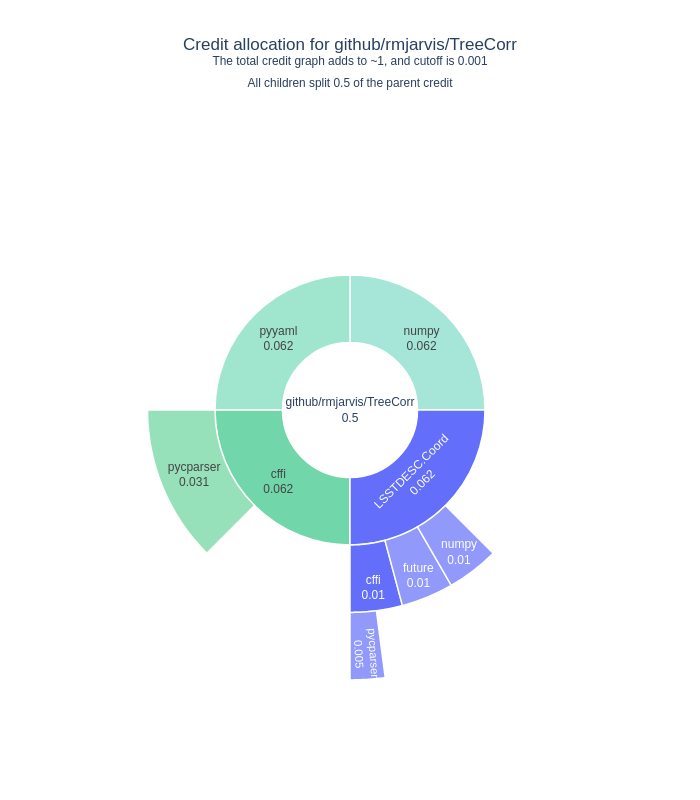 Credit allocation for github/rmjarvis/TreeCorr
The total credit graph adds to ~1, and cutoff is 0.001
All children split 0.5 of the parent credit
pyyaml
0.062
numpy
0.062
github/rmjarvis/TreeCorr
0.5
pycparser
0.031
cffi
0.062
LSSTDESC.Coord
0.062
numpy
0.01
future
0.01
cffi
0.01
pycparser
0.005